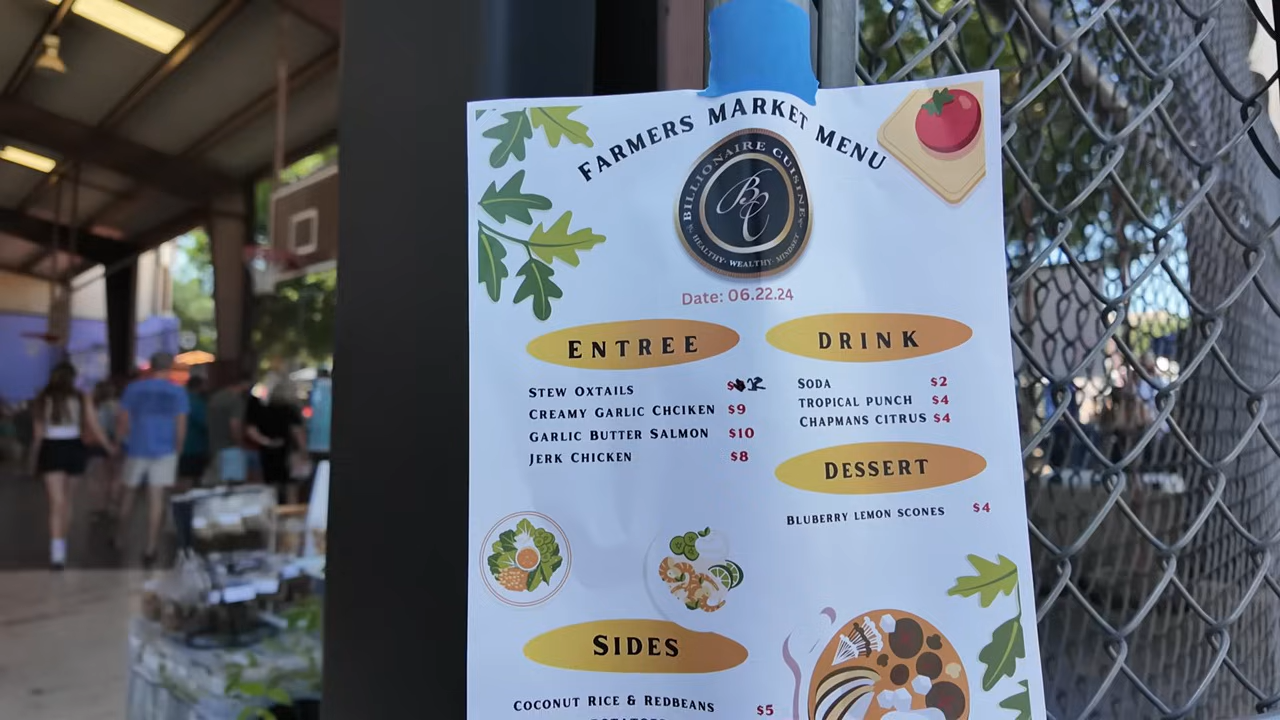 FARMERS MARKET MENU
BILLIONAIRE CUISINE
BC
HEALTHY · WEALTHY · MINDSET
Date: 06.22.24
ENTREE
STEW OXTAILS $12
CREAMY GARLIC CHCIKEN $9
GARLIC BUTTER SALMON $10
JERK CHICKEN $8
DRINK
SODA $2
TROPICAL PUNCH $4
CHAPMANS CITRUS $4
DESSERT
BLUBERRY LEMON SCONES $4
SIDES
COCONUT RICE & REDBEANS $5